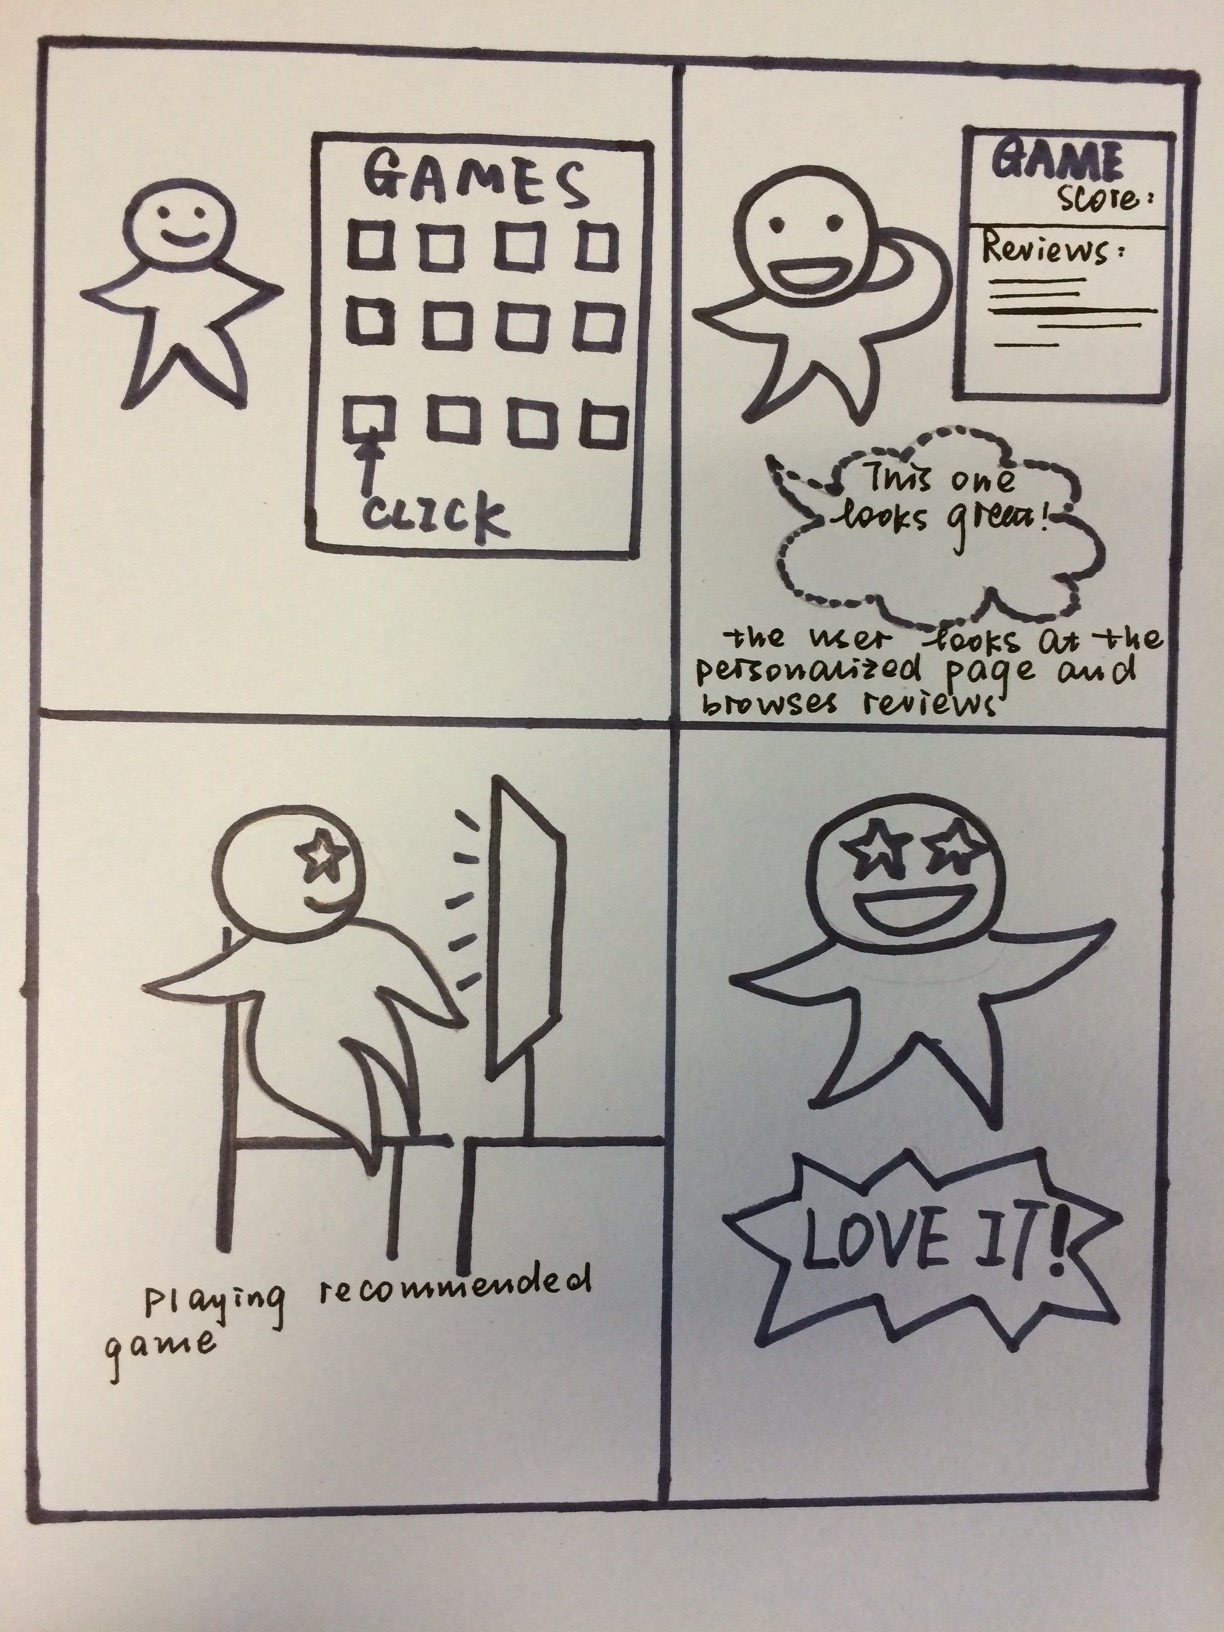 GAMES
CLICK
GAME
Score:
Reviews:
This one
looks great!
the user looks at the
personalized page and
browses reviews
playing recommended
game
LOVE IT!